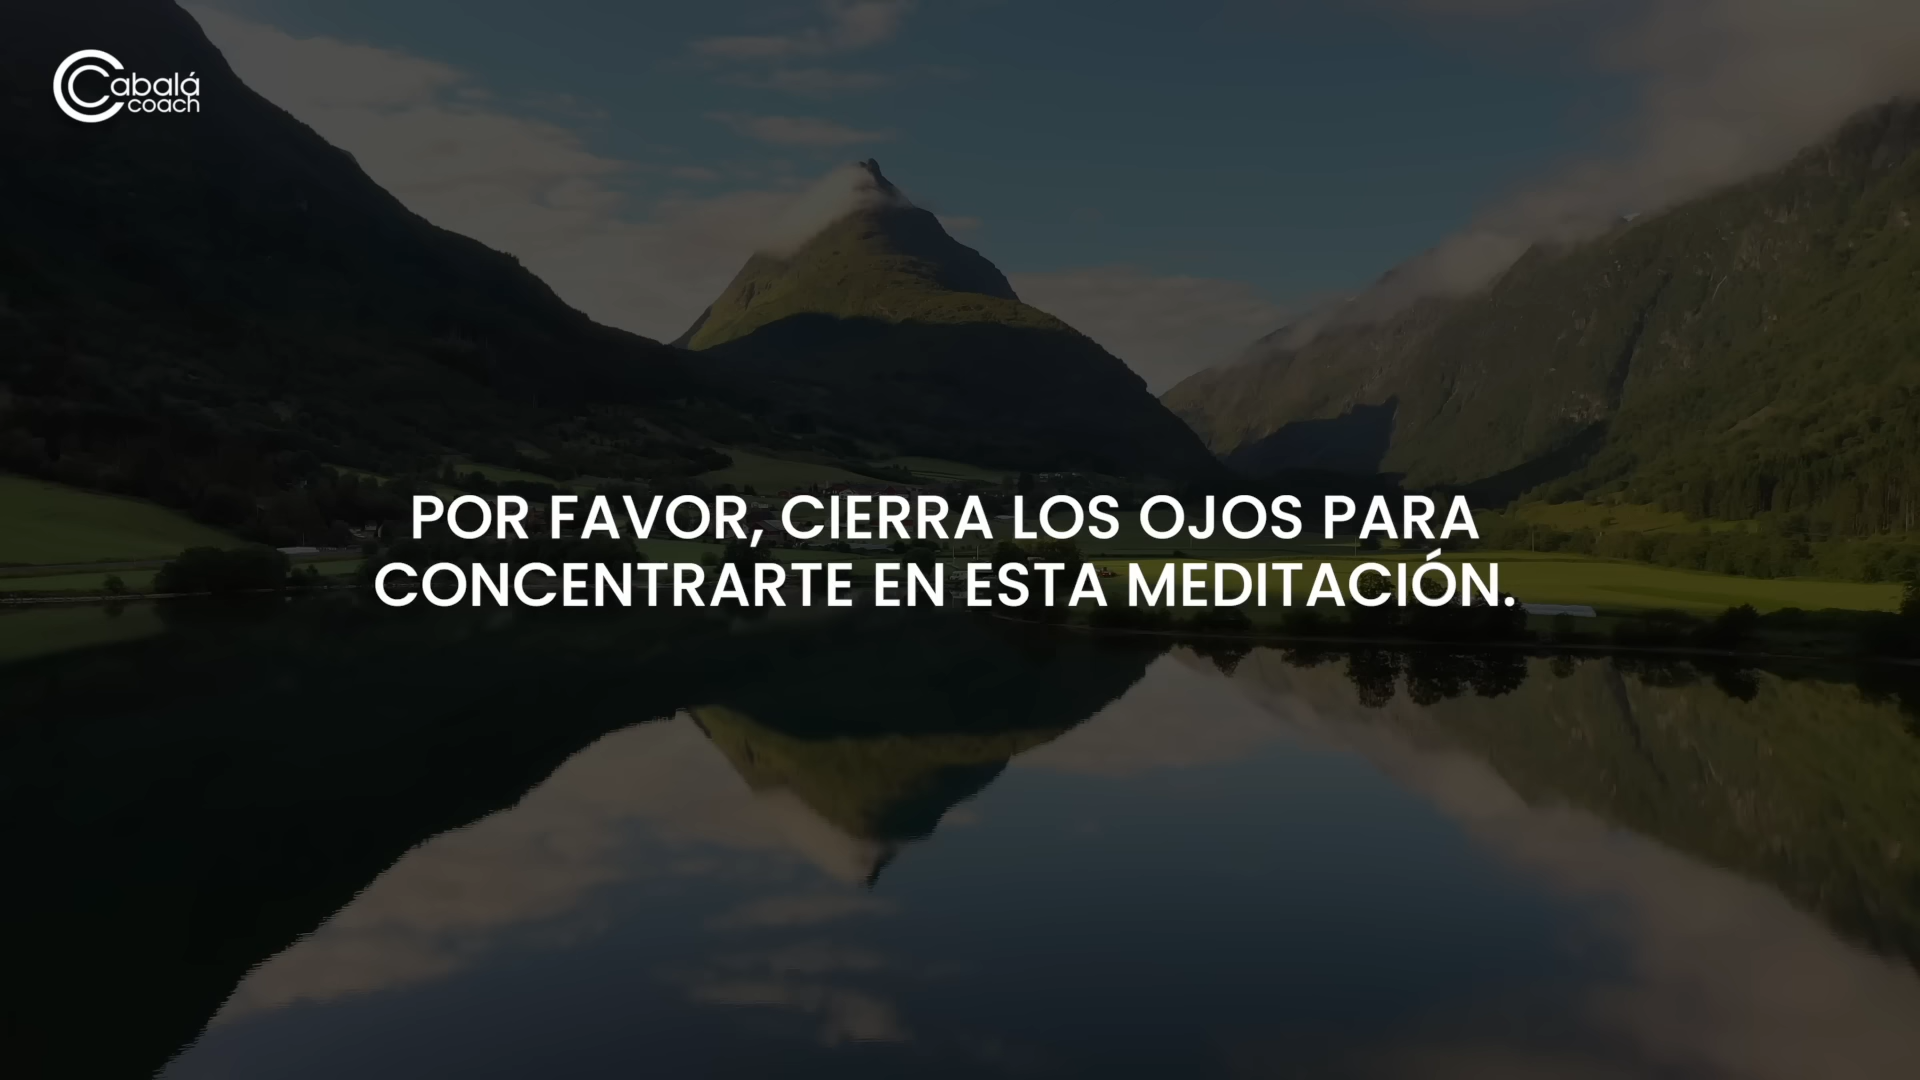 Cabalá
coach
POR FAVOR, CIERRA LOS OJOS PARA
CONCENTRARTE EN ESTA MEDITACIÓN.